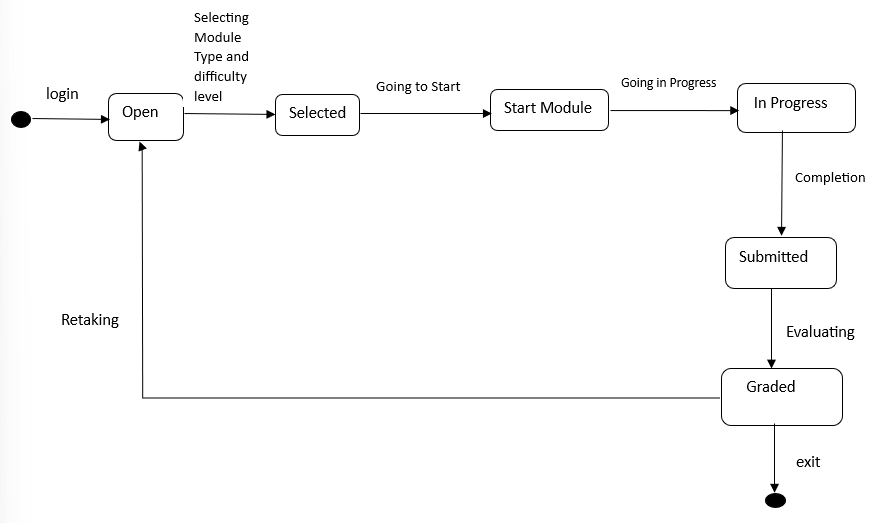 Selecting
Module
Type and
difficulty
level
login
Open
Selected
Going to Start
Start Module
Going in Progress
In Progress
Completion
Submitted
Retaking
Evaluating
Graded
exit